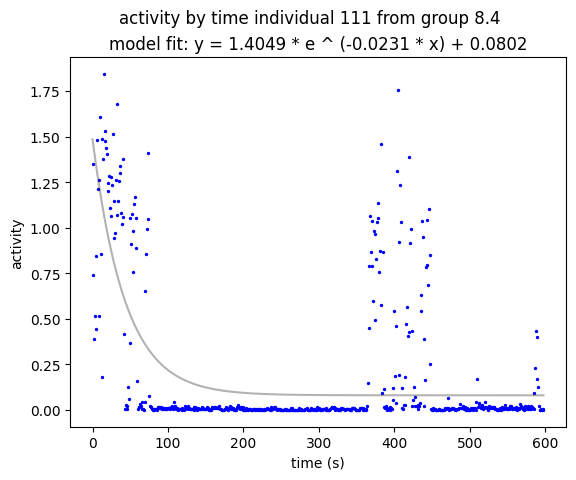 activity by time individual 111 from group 8.4
model fit: y = 1.4049 * e ^ (-0.0231 * x) + 0.0802
activity
1.75
1.50
1.25
1.00
0.75
0.50
0.25
0.00
0 100 200 300 400 500 600
time (s)